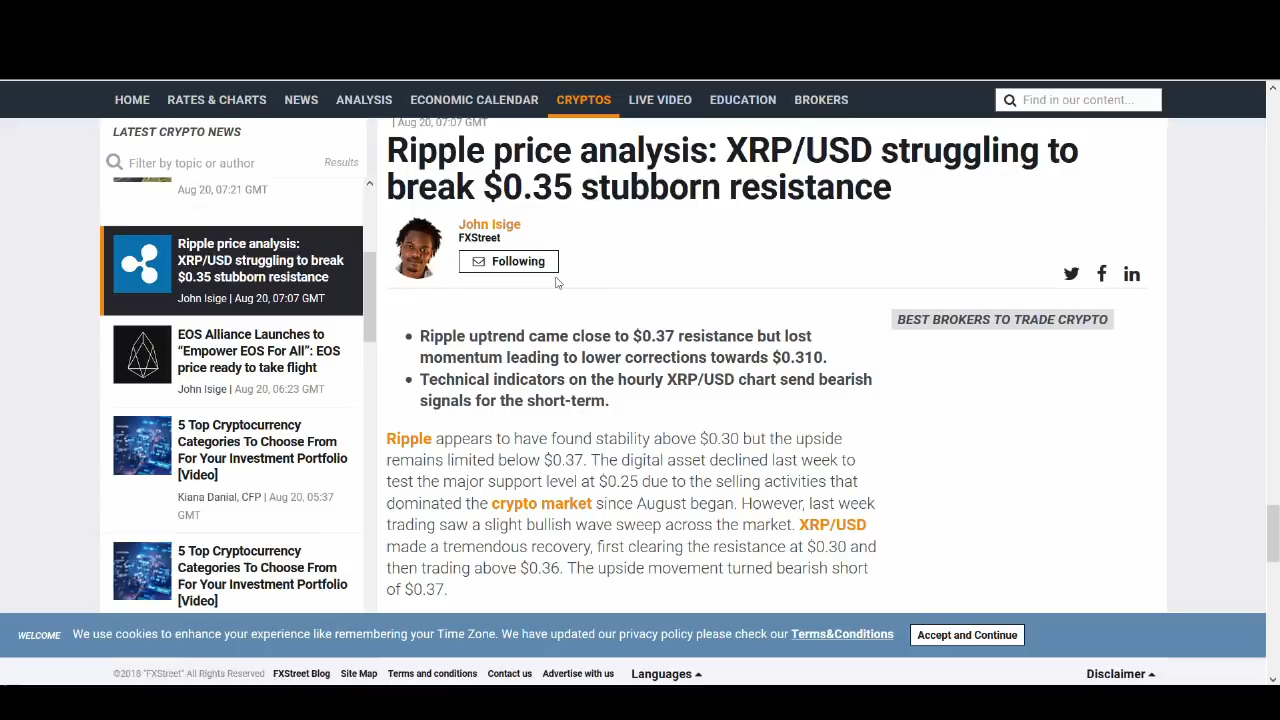 HOME RATES & CHARTS NEWS ANALYSIS ECONOMIC CALENDAR CRYPTOS LIVE VIDEO EDUCATION BROKERS
Find in our content...
LATEST CRYPTO NEWS
Filter by topic or author Results
Aug 20, 07:21 GMT
Ripple price analysis:
XRP/USD struggling to break
$0.35 stubborn resistance
John Isige | Aug 20, 07:07 GMT
EOS Alliance Launches to
“Empower EOS For All”: EOS
price ready to take flight
John Isige | Aug 20, 06:23 GMT
5 Top Cryptocurrency
Categories To Choose From
For Your Investment Portfolio
[Video]
Kiana Danial, CFP | Aug 20, 05:37
GMT
5 Top Cryptocurrency
Categories To Choose From
For Your Investment Portfolio
[Video]
| Aug 20, 07:07 GMT
Ripple price analysis: XRP/USD struggling to
break $0.35 stubborn resistance
John Isige
FXStreet
Following
BEST BROKERS TO TRADE CRYPTO
• Ripple uptrend came close to $0.37 resistance but lost
momentum leading to lower corrections towards $0.310.
• Technical indicators on the hourly XRP/USD chart send bearish
signals for the short-term.
Ripple appears to have found stability above $0.30 but the upside
remains limited below $0.37. The digital asset declined last week to
test the major support level at $0.25 due to the selling activities that
dominated the crypto market since August began. However, last week
trading saw a slight bullish wave sweep across the market. XRP/USD
made a tremendous recovery, first clearing the resistance at $0.30 and
then trading above $0.36. The upside movement turned bearish short
of $0.37.
WELCOME We use cookies to enhance your experience like remembering your Time Zone. We have updated our privacy policy please check our Terms&Conditions Accept and Continue
©2018 "FXStreet" All Rights Reserved FXStreet Blog Site Map Terms and conditions Contact us Advertise with us Languages Disclaimer